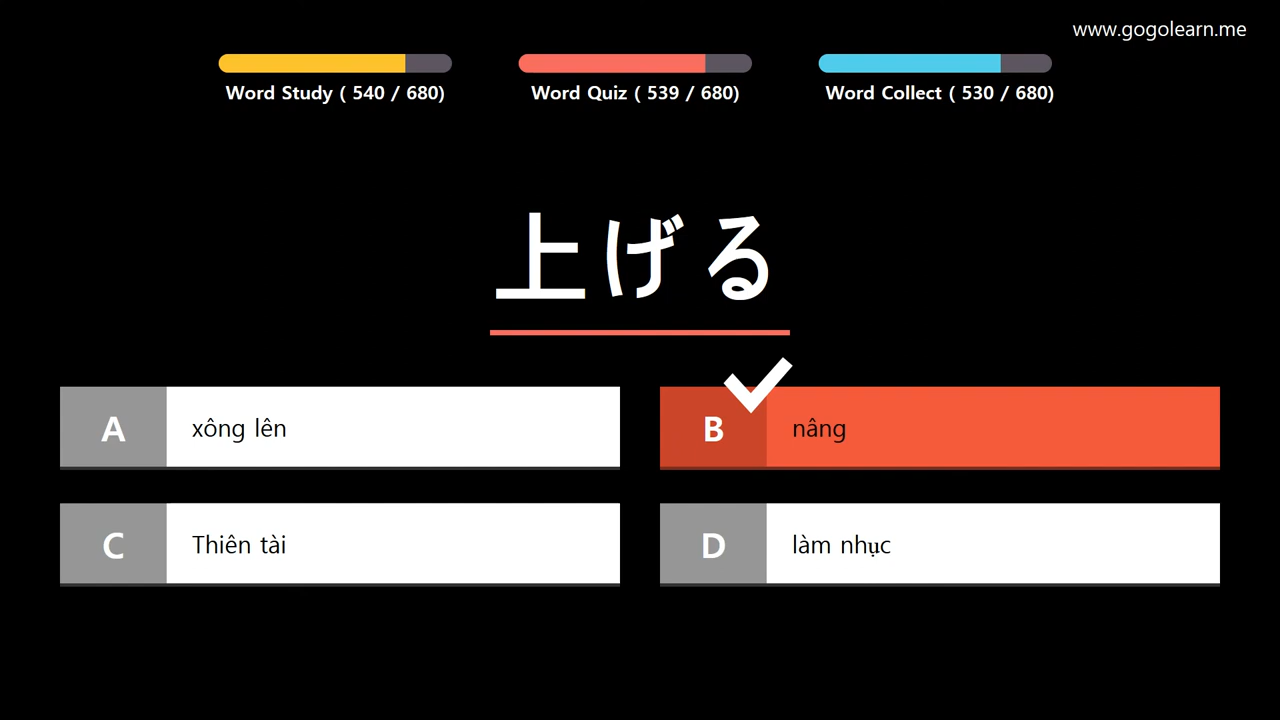 www.gogolearn.me
Word Study ( 540 / 680)
Word Quiz ( 539 / 680)
Word Collect ( 530 / 680)
上げる
A
xông lên
B
nâng
C
Thiên tài
D
làm nhục